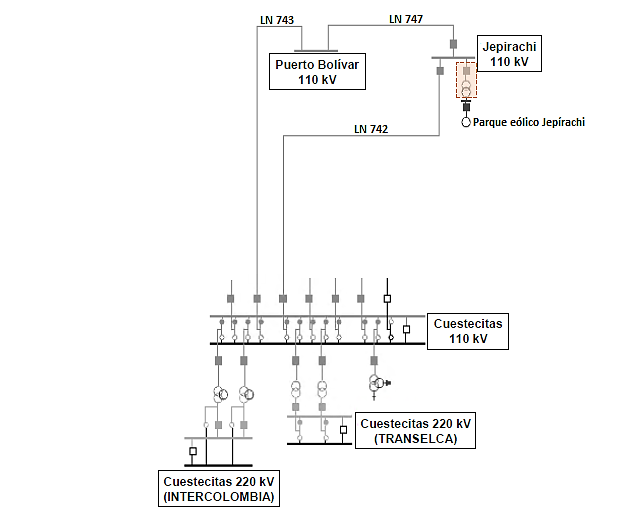 LN 743
LN 747
Puerto Bolívar
110 kV
Jepirachi
110 kV
Parque eólico Jepírachi
LN 742
Cuestecitas
110 kV
Cuestecitas 220 kV
(TRANSELCA)
Cuestecitas 220 kV
(INTERCOLOMBIA)